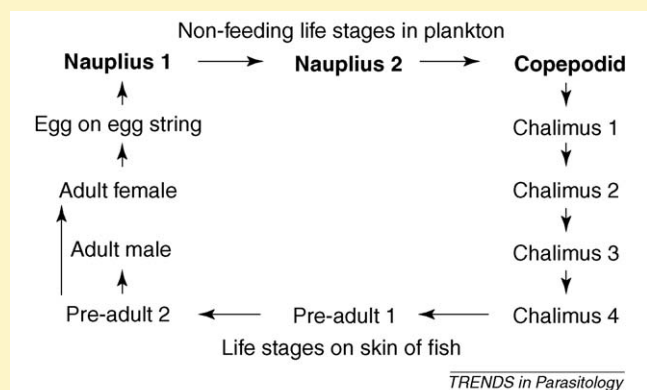 Non-feeding life stages in plankton
Nauplius 1 Nauplius 2 Copepodid
Egg on egg string Chalimus 1
Adult female Chalimus 2
Adult male Chalimus 3
Pre-adult 2 Pre-adult 1 Chalimus 4
Life stages on skin of fish
TRENDS in Parasitology